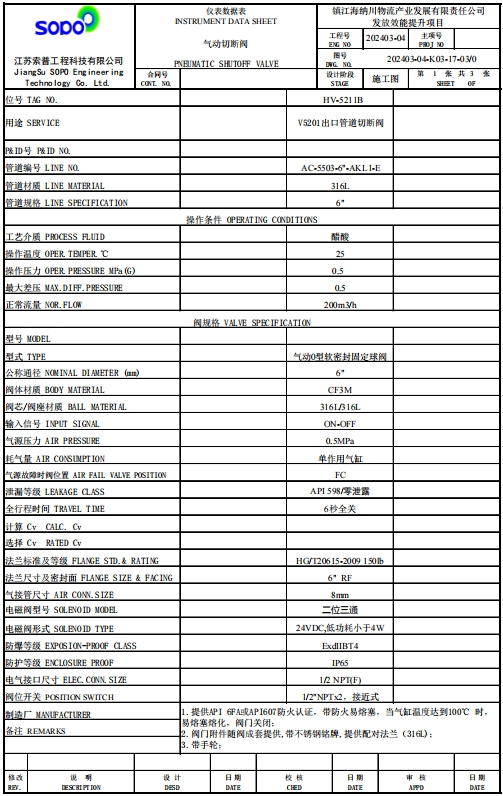 SOPO
江苏索普工程科技有限公司
JiangSu SOPO Engineering
Technology Co. Ltd.
仪表数据表
INSTRUMENT DATA SHEET
气动切断阀
PNEUMATIC SHUTOFF VALVE
合同号
CONT. NO.
镇江海纳川物流产业发展有限责任公司
发放效能提升项目
工程号
ENG NO
202403-04
主项号
PROJ NO
图号
DWG. NO.
202403-04-K03-17-03/0
设计阶段
STAGE
施工图
第 1 张 共 3 张
SHEET OF
位号 TAG NO. HV-5211B
用途 SERVICE V5201出口管道切断阀
P&ID号 P&ID NO.
管道编号 LINE NO. AC-5503-6"-AKL1-E
管道材质 LINE MATERIAL 316L
管道规格 LINE SPECIFICATION 6"
操作条件 OPERATING CONDITIONS
工艺介质 PROCESS FLUID 醋酸
操作温度 OPER.TEMPER.℃ 25
操作压力 OPER.PRESSURE MPa(G) 0.5
最大差压 MAX.DIFF.PRESSURE 0.5
正常流量 NOR.FLOW 200m3/h
阀规格 VALVE SPECIFICATION
型号 MODEL
型式 TYPE 气动O型软密封固定球阀
公称通径 NOMINAL DIAMETER (mm) 6"
阀体材质 BODY MATERIAL CF3M
阀芯/阀座材质 BALL MATERIAL 316L/316L
输入信号 INPUT SIGNAL ON-OFF
气源压力 AIR PRESSURE 0.5MPa
耗气量 AIR CONSUMPTION 单作用气缸
气源故障时阀位置 AIR FAIL VALVE POSITION FC
泄漏等级 LEAKAGE CLASS API 598/零泄露
全行程时间 TRAVEL TIME 6秒全关
计算 Cv CALC. Cv
选择 Cv RATED Cv
法兰标准及等级 FLANGE STD.& RATING HG/T20615-2009 150lb
法兰尺寸及密封面 FLANGE SIZE & FACING 6" RF
气接管尺寸 AIR CONN.SIZE 8mm
电磁阀型号 SOLENOID MODEL 二位三通
电磁阀形式 SOLENOID TYPE 24VDC,低功耗小于4W
防爆等级 EXPOSION-PROOF CLASS ExdIIBT4
防护等级 ENCLOSURE PROOF IP65
电气接口尺寸 ELEC.CONN.SIZE 1/2 NPT(F)
阀位开关 POSITION SWITCH 1/2"NPTx2，接近式
制造厂 MANUFACTURER
备注 REMARKS
1. 提供API 6FA或API607防火认证，带防火易熔塞，当气缸温度达到100℃ 时，
易熔塞熔化，阀门关闭；
2. 阀门附件随阀成套提供,带不锈钢铭牌,提供配对法兰（316L）；
3. 带手轮；
修改 说 明 设 计 日 期 校 核 日 期 审 核 日 期
REV. DESCRIPTION DESD DATE CHED DATE APPD DATE